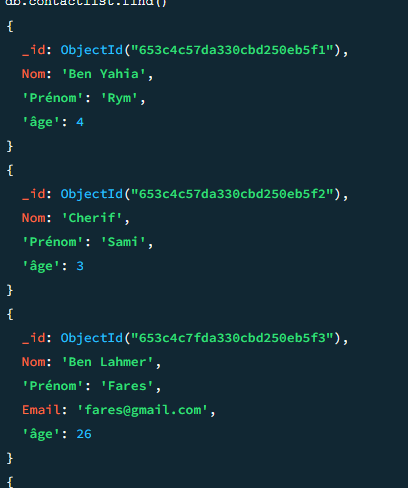 db.contactlist.find()
{
_id: ObjectId("653c4c57da330cbd250eb5f1"),
Nom: 'Ben Yahia',
'Prénom': 'Rym',
'âge': 4
}
{
_id: ObjectId("653c4c57da330cbd250eb5f2"),
Nom: 'Cherif',
'Prénom': 'Sami',
'âge': 3
}
{
_id: ObjectId("653c4c7fda330cbd250eb5f3"),
Nom: 'Ben Lahmer',
'Prénom': 'Fares',
Email: 'fares@gmail.com',
'âge': 26
}
{